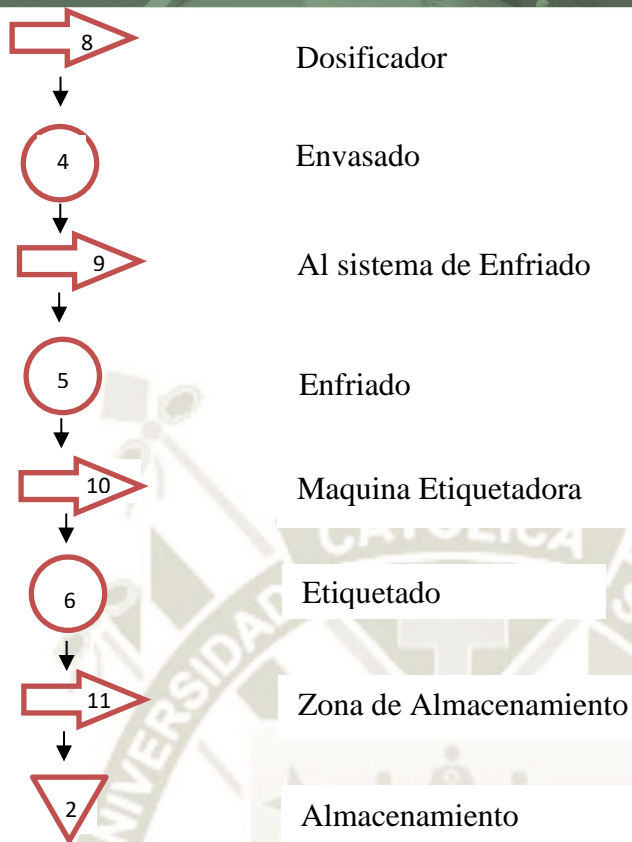 8 Dosificador
4 Envasado
9 Al sistema de Enfriado
5 Enfriado
10 Maquina Etiquetadora
CATOLICA
6 Etiquetado
11 Zona de Almacenamiento
2 Almacenamiento